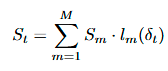 S_t = \sum_{m=1}^{M} S_m \cdot l_m(\delta_t)